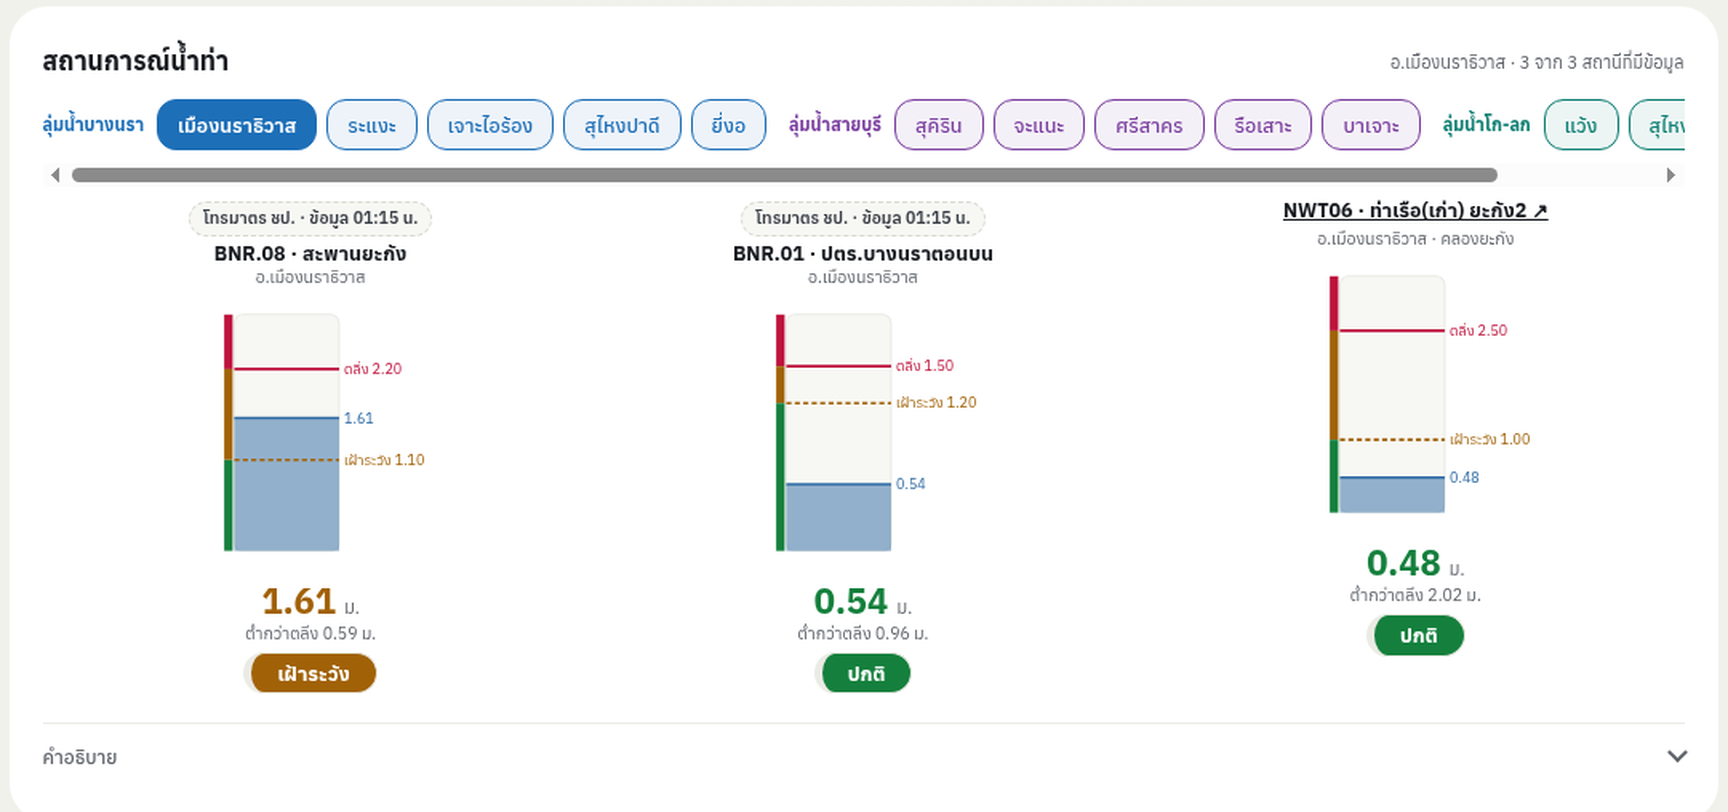 สถานการณ์น้ำท่า
อ.เมืองนราธิวาส · 3 จาก 3 สถานีที่มีข้อมูล
ลุ่มน้ำบางนรา เมืองนราธิวาส ระแงะ เจาะไอร้อง สุไหงปาดี ยี่งอ ลุ่มน้ำสายบุรี สุคิริน จะแนะ ศรีสาคร รือเสาะ บาเจาะ ลุ่มน้ำโก-ลก แว้ง
โทรมาตร ชป. · ข้อมูล 01:15 น.
BNR.08 · สะพานยะกัง
อ.เมืองนราธิวาส
ตลิ่ง 2.20
1.61
เฝ้าระวัง 1.10
1.61 ม.
ต่ำกว่าตลิ่ง 0.59 ม.
เฝ้าระวัง
โทรมาตร ชป. · ข้อมูล 01:15 น.
BNR.01 · ปตร.บางนราตอนบน
อ.เมืองนราธิวาส
ตลิ่ง 1.50
เฝ้าระวัง 1.20
0.54
0.54 ม.
ต่ำกว่าตลิ่ง 0.96 ม.
ปกติ
NWT06 · ท่าเรือ(เก่า) ยะกัง2 ↗
อ.เมืองนราธิวาส · คลองยะกัง
ตลิ่ง 2.50
เฝ้าระวัง 1.00
0.48
0.48 ม.
ต่ำกว่าตลิ่ง 2.02 ม.
ปกติ
คำอธิบาย